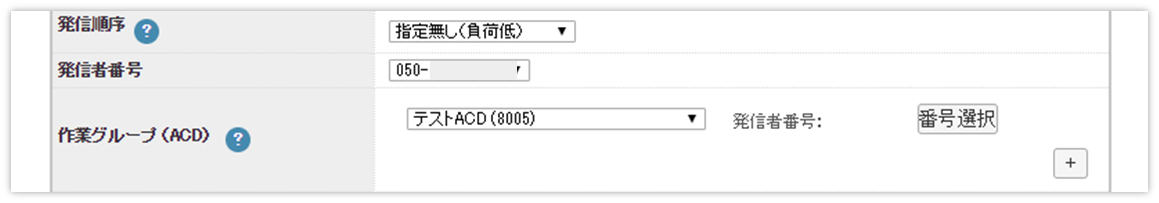 発信順序 ? 指定無し(負荷低) ▼
発信者番号 050-
作業グループ(ACD) ? テストACD(8005) ▼ 発信者番号: 番号選択
+